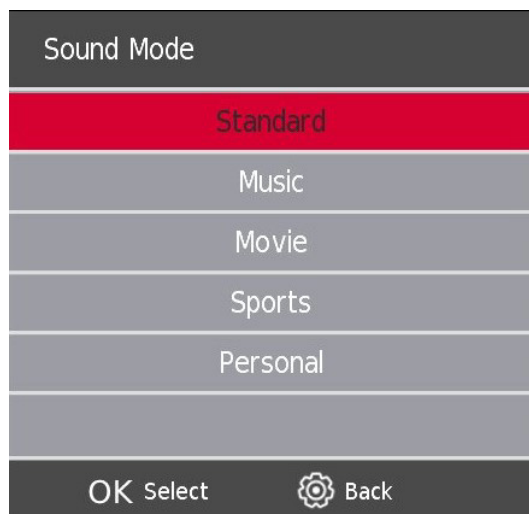 Sound Mode
Standard
Music
Movie
Sports
Personal
OK Select Back